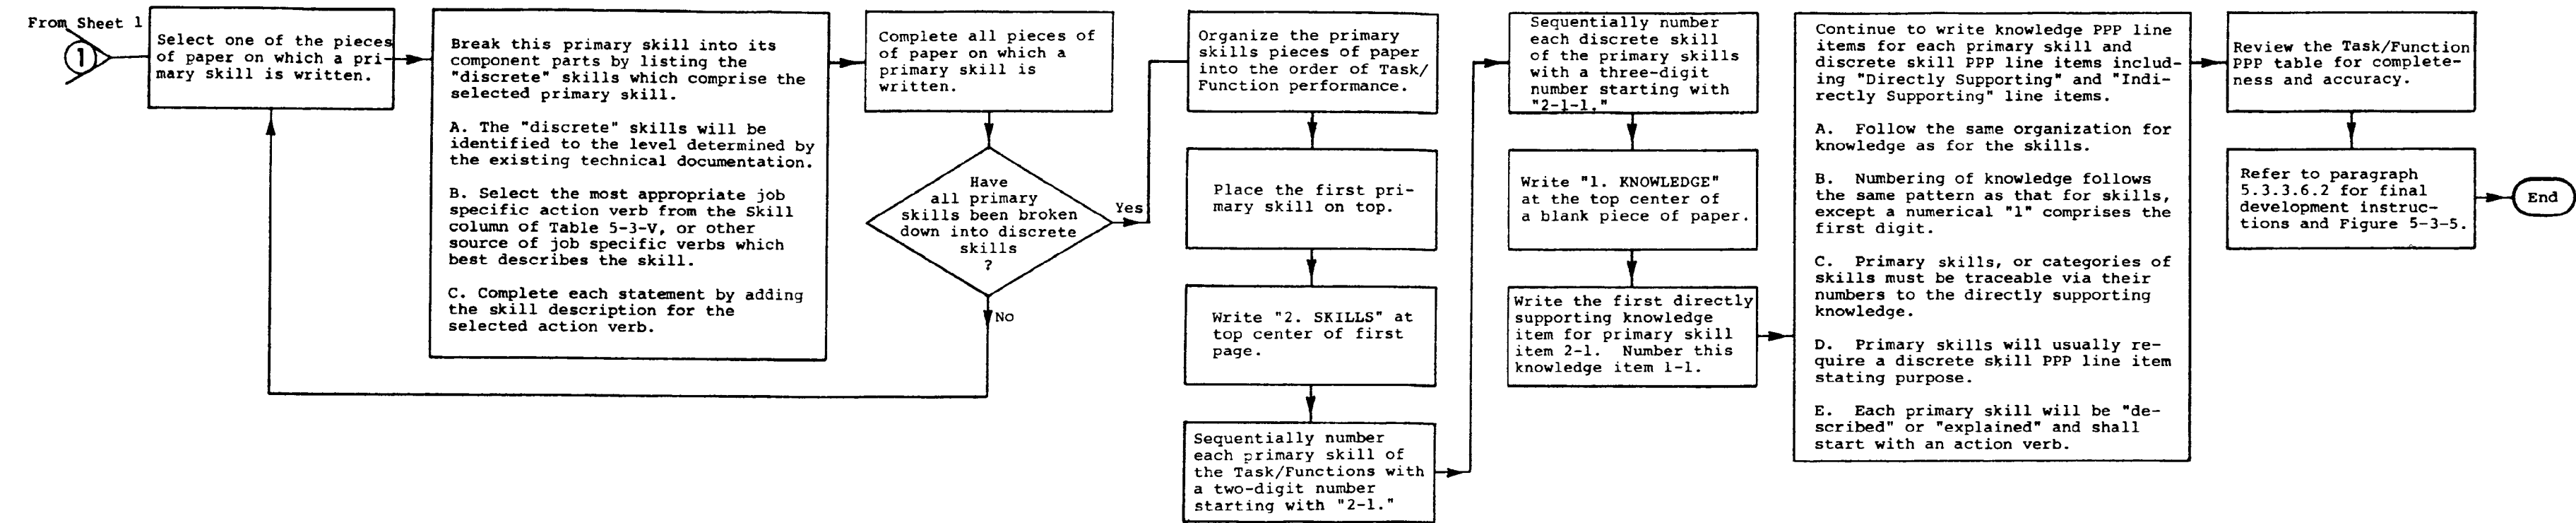 From Sheet 1
1
Select one of the pieces
of paper on which a pri-
mary skill is written.
Break this primary skill into its
component parts by listing the
"discrete" skills which comprise the
selected primary skill.
A. The "discrete" skills will be
identified to the level determined by
the existing technical documentation.
B. Select the most appropriate job
specific action verb from the Skill
column of Table 5-3-V, or other
source of job specific verbs which
best describes the skill.
C. Complete each statement by adding
the skill description for the
selected action verb.
Complete all pieces of
of paper on which a
primary skill is
written.
Have
all primary
skills been broken
down into discrete
skills
?
Yes
No
Organize the primary
skills pieces of paper
into the order of Task/
Function performance.
Place the first pri-
mary skill on top.
Write "2. SKILLS" at
top center of first
page.
Sequentially number
each primary skill of
the Task/Functions with
a two-digit number
starting with "2-1."
Sequentially number
each discrete skill
of the primary skills
with a three-digit
number starting with
"2-1-1."
Write "1. KNOWLEDGE"
at the top center of
a blank piece of paper.
Write the first directly
supporting knowledge
item for primary skill
item 2-1. Number this
knowledge item 1-1.
Continue to write knowledge PPP line
items for each primary skill and
discrete skill PPP line items includ-
ing "Directly Supporting" and "Indi-
rectly Supporting" line items.
A. Follow the same organization for
knowledge as for the skills.
B. Numbering of knowledge follows
the same pattern as that for skills,
except a numerical "1" comprises the
first digit.
C. Primary skills, or categories of
skills must be traceable via their
numbers to the directly supporting
knowledge.
D. Primary skills will usually re-
quire a discrete skill PPP line item
stating purpose.
E. Each primary skill will be "de-
scribed" or "explained" and shall
start with an action verb.
Review the Task/Function
PPP table for complete-
ness and accuracy.
Refer to paragraph
5.3.3.6.2 for final
development instruc-
tions and Figure 5-3-5.
End